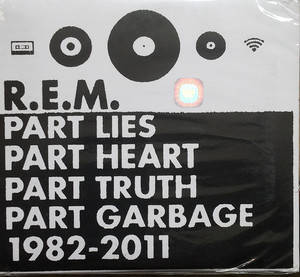 R.E.M.
PART LIES
PART HEART
PART TRUTH
PART GARBAGE
1982-2011